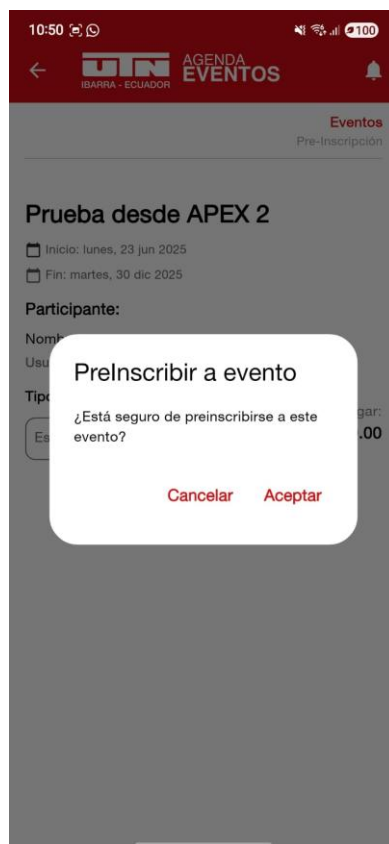 10:50
100
UTN
IBARRA - ECUADOR
AGENDA
EVENTOS
Eventos
Pre-Inscripción
Prueba desde APEX 2
Inicio: lunes, 23 jun 2025
Fin: martes, 30 dic 2025
Participante:
Nomb
Usu
Tipo
gar:
Es
.00
PreInscribir a evento
¿Está seguro de preinscribirse a este
evento?
Cancelar Aceptar